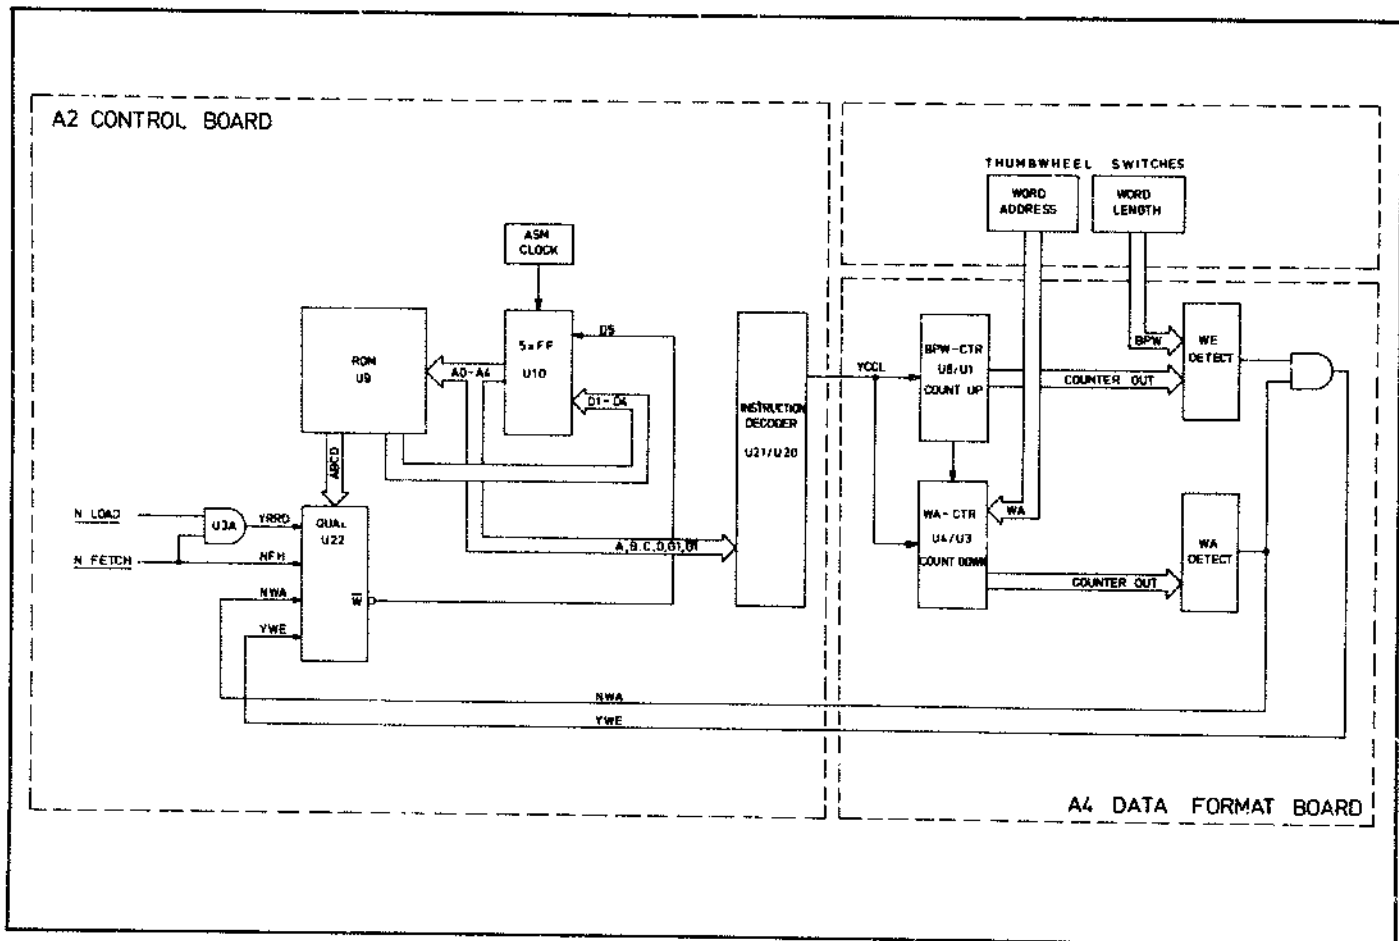 A2 CONTROL BOARD
THUMBWHEEL SWITCHES
WORD
ADDRESS
WORD
LENGTH
ASM
CLOCK
ROM
U9
5xFF
U10
D5
A0-A4
D1-D4
ABCD
INSTRUCTION
DECODER
U21/U20
YCCL
BPW-CTR
U8/U1
COUNT UP
COUNTER OUT
BPW
WE
DETECT
N LOAD
U3A
YRRD
QUAL
U22
N FETCH
NFH
NWA
YWE
W
A,B,C,D,G1,G1
WA-CTR
U4/U3
COUNT DOWN
WA
COUNTER OUT
WA
DETECT
NWA
YWE
A4 DATA FORMAT BOARD